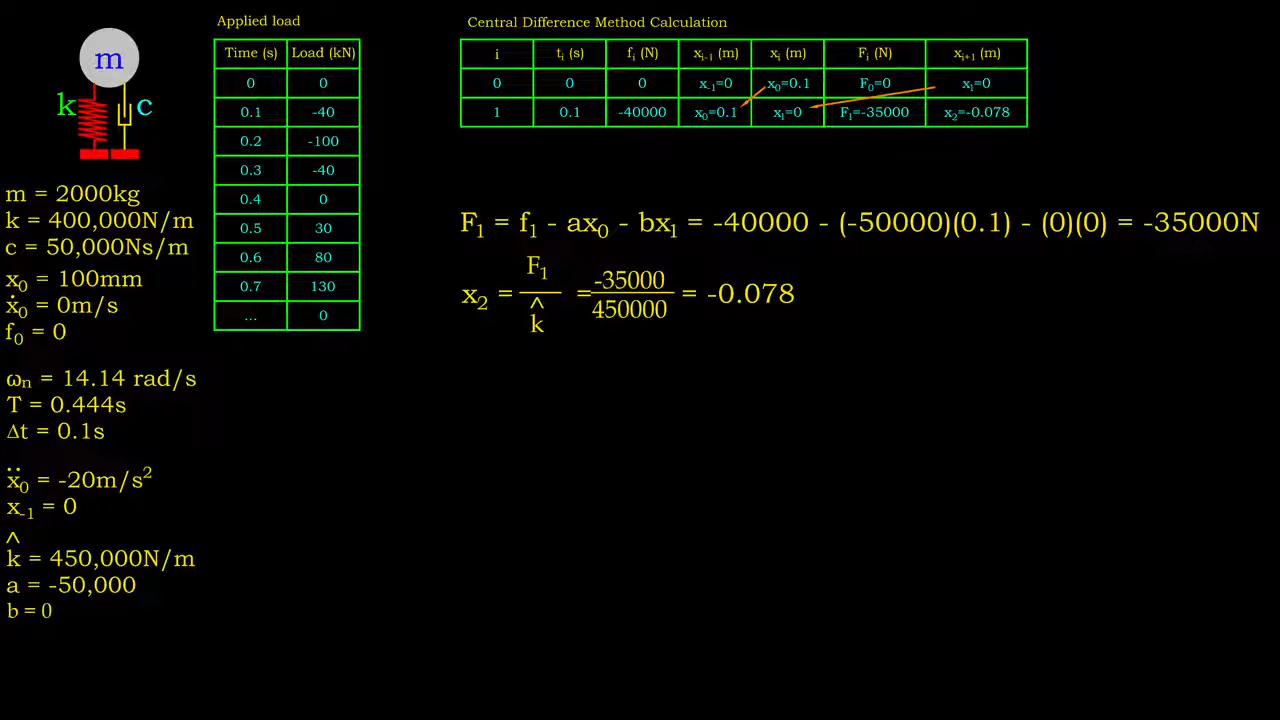 m
k
c
m = 2000kg
k = 400,000N/m
c = 50,000Ns/m
x₀ = 100mm
ẋ₀ = 0m/s
f₀ = 0
ωₙ = 14.14 rad/s
T = 0.444s
Δt = 0.1s
ẍ₀ = -20m/s²
x₋₁ = 0
k̂ = 450,000N/m
a = -50,000
b = 0
Applied load
Time (s) Load (kN)
0 0
0.1 -40
0.2 -100
0.3 -40
0.4 0
0.5 30
0.6 80
0.7 130
... 0
Central Difference Method Calculation
i tᵢ (s) fᵢ (N) xᵢ₋₁ (m) xᵢ (m) Fᵢ (N) xᵢ₊₁ (m)
0 0 0 x₋₁=0 x₀=0.1 F₀=0 x₁=0
1 0.1 -40000 x₀=0.1 x₁=0 F₁=-35000 x₂=-0.078
F₁ = f₁ - ax₀ - bx₁ = -40000 - (-50000)(0.1) - (0)(0) = -35000N
x₂ = F₁ / k̂ = -35000 / 450000 = -0.078